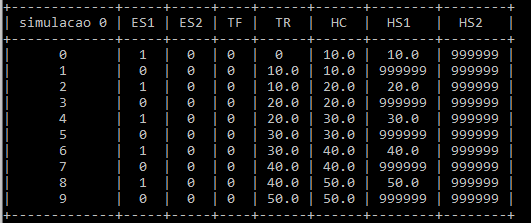 simulacao 0 | ES1 | ES2 | TF | TR | HC | HS1 | HS2
0 | 1 | 0 | 0 | 0 | 10.0 | 10.0 | 999999
1 | 0 | 0 | 0 | 10.0 | 10.0 | 999999 | 999999
2 | 1 | 0 | 0 | 10.0 | 20.0 | 20.0 | 999999
3 | 0 | 0 | 0 | 20.0 | 20.0 | 999999 | 999999
4 | 1 | 0 | 0 | 20.0 | 30.0 | 30.0 | 999999
5 | 0 | 0 | 0 | 30.0 | 30.0 | 999999 | 999999
6 | 1 | 0 | 0 | 30.0 | 40.0 | 40.0 | 999999
7 | 0 | 0 | 0 | 40.0 | 40.0 | 999999 | 999999
8 | 1 | 0 | 0 | 40.0 | 50.0 | 50.0 | 999999
9 | 0 | 0 | 0 | 50.0 | 50.0 | 999999 | 999999